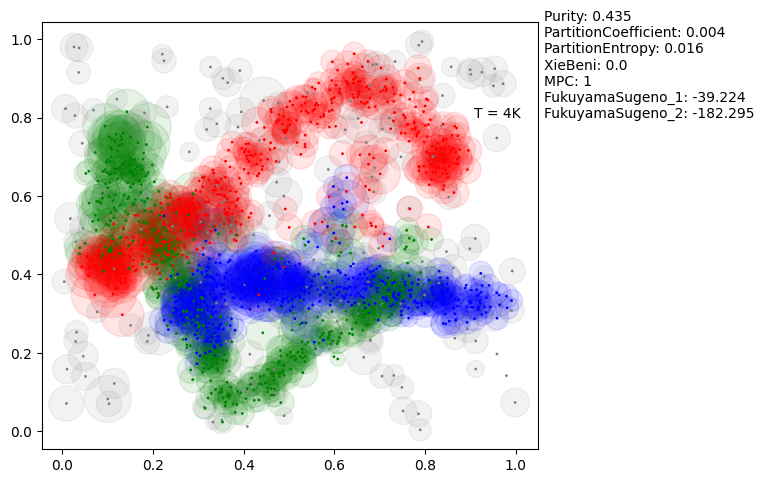 Purity: 0.435
PartitionCoefficient: 0.004
PartitionEntropy: 0.016
XieBeni: 0.0
MPC: 1
FukuyamaSugeno_1: -39.224
FukuyamaSugeno_2: -182.295
T = 4K
1.0
0.8
0.6
0.4
0.2
0.0
0.0 0.2 0.4 0.6 0.8 1.0